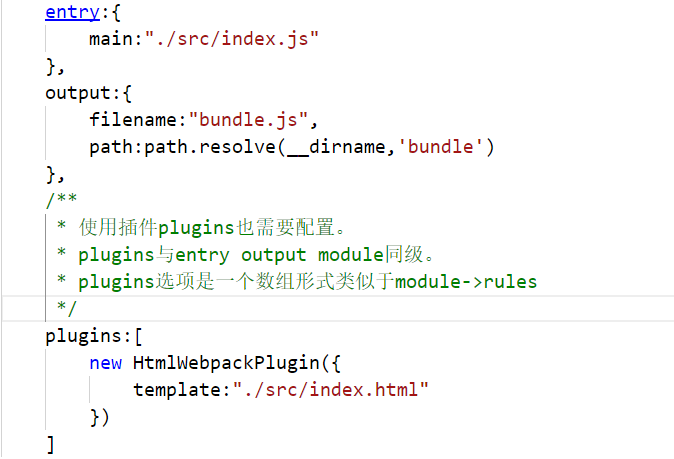 entry:{
    main:"./src/index.js"
},
output:{
    filename:"bundle.js",
    path:path.resolve(__dirname,'bundle')
},
/**
 * 使用插件plugins也需要配置。
 * plugins与entry output module同级。
 * plugins选项是一个数组形式类似于module->rules
 */
plugins:[
    new HtmlWebpackPlugin({
        template:"./src/index.html"
    })
]